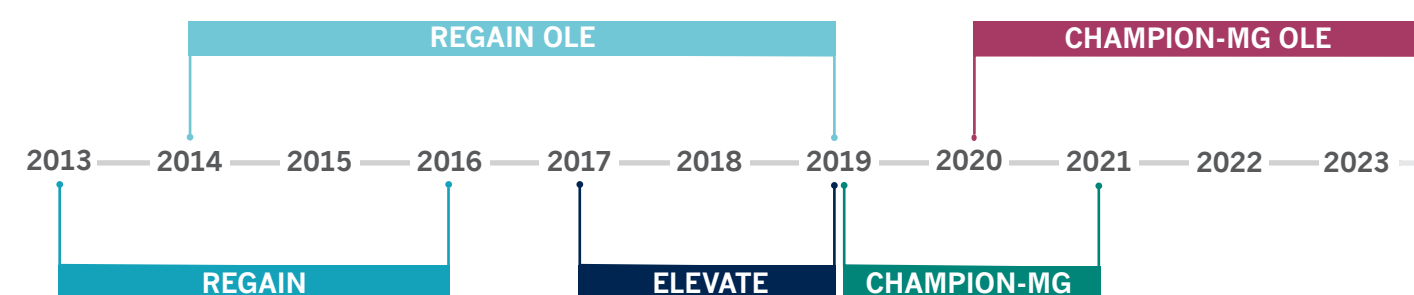 REGAIN OLE
CHAMPION-MG OLE
2013 2014 2015 2016 2017 2018 2019 2020 2021 2022 2023
REGAIN
ELEVATE
CHAMPION-MG